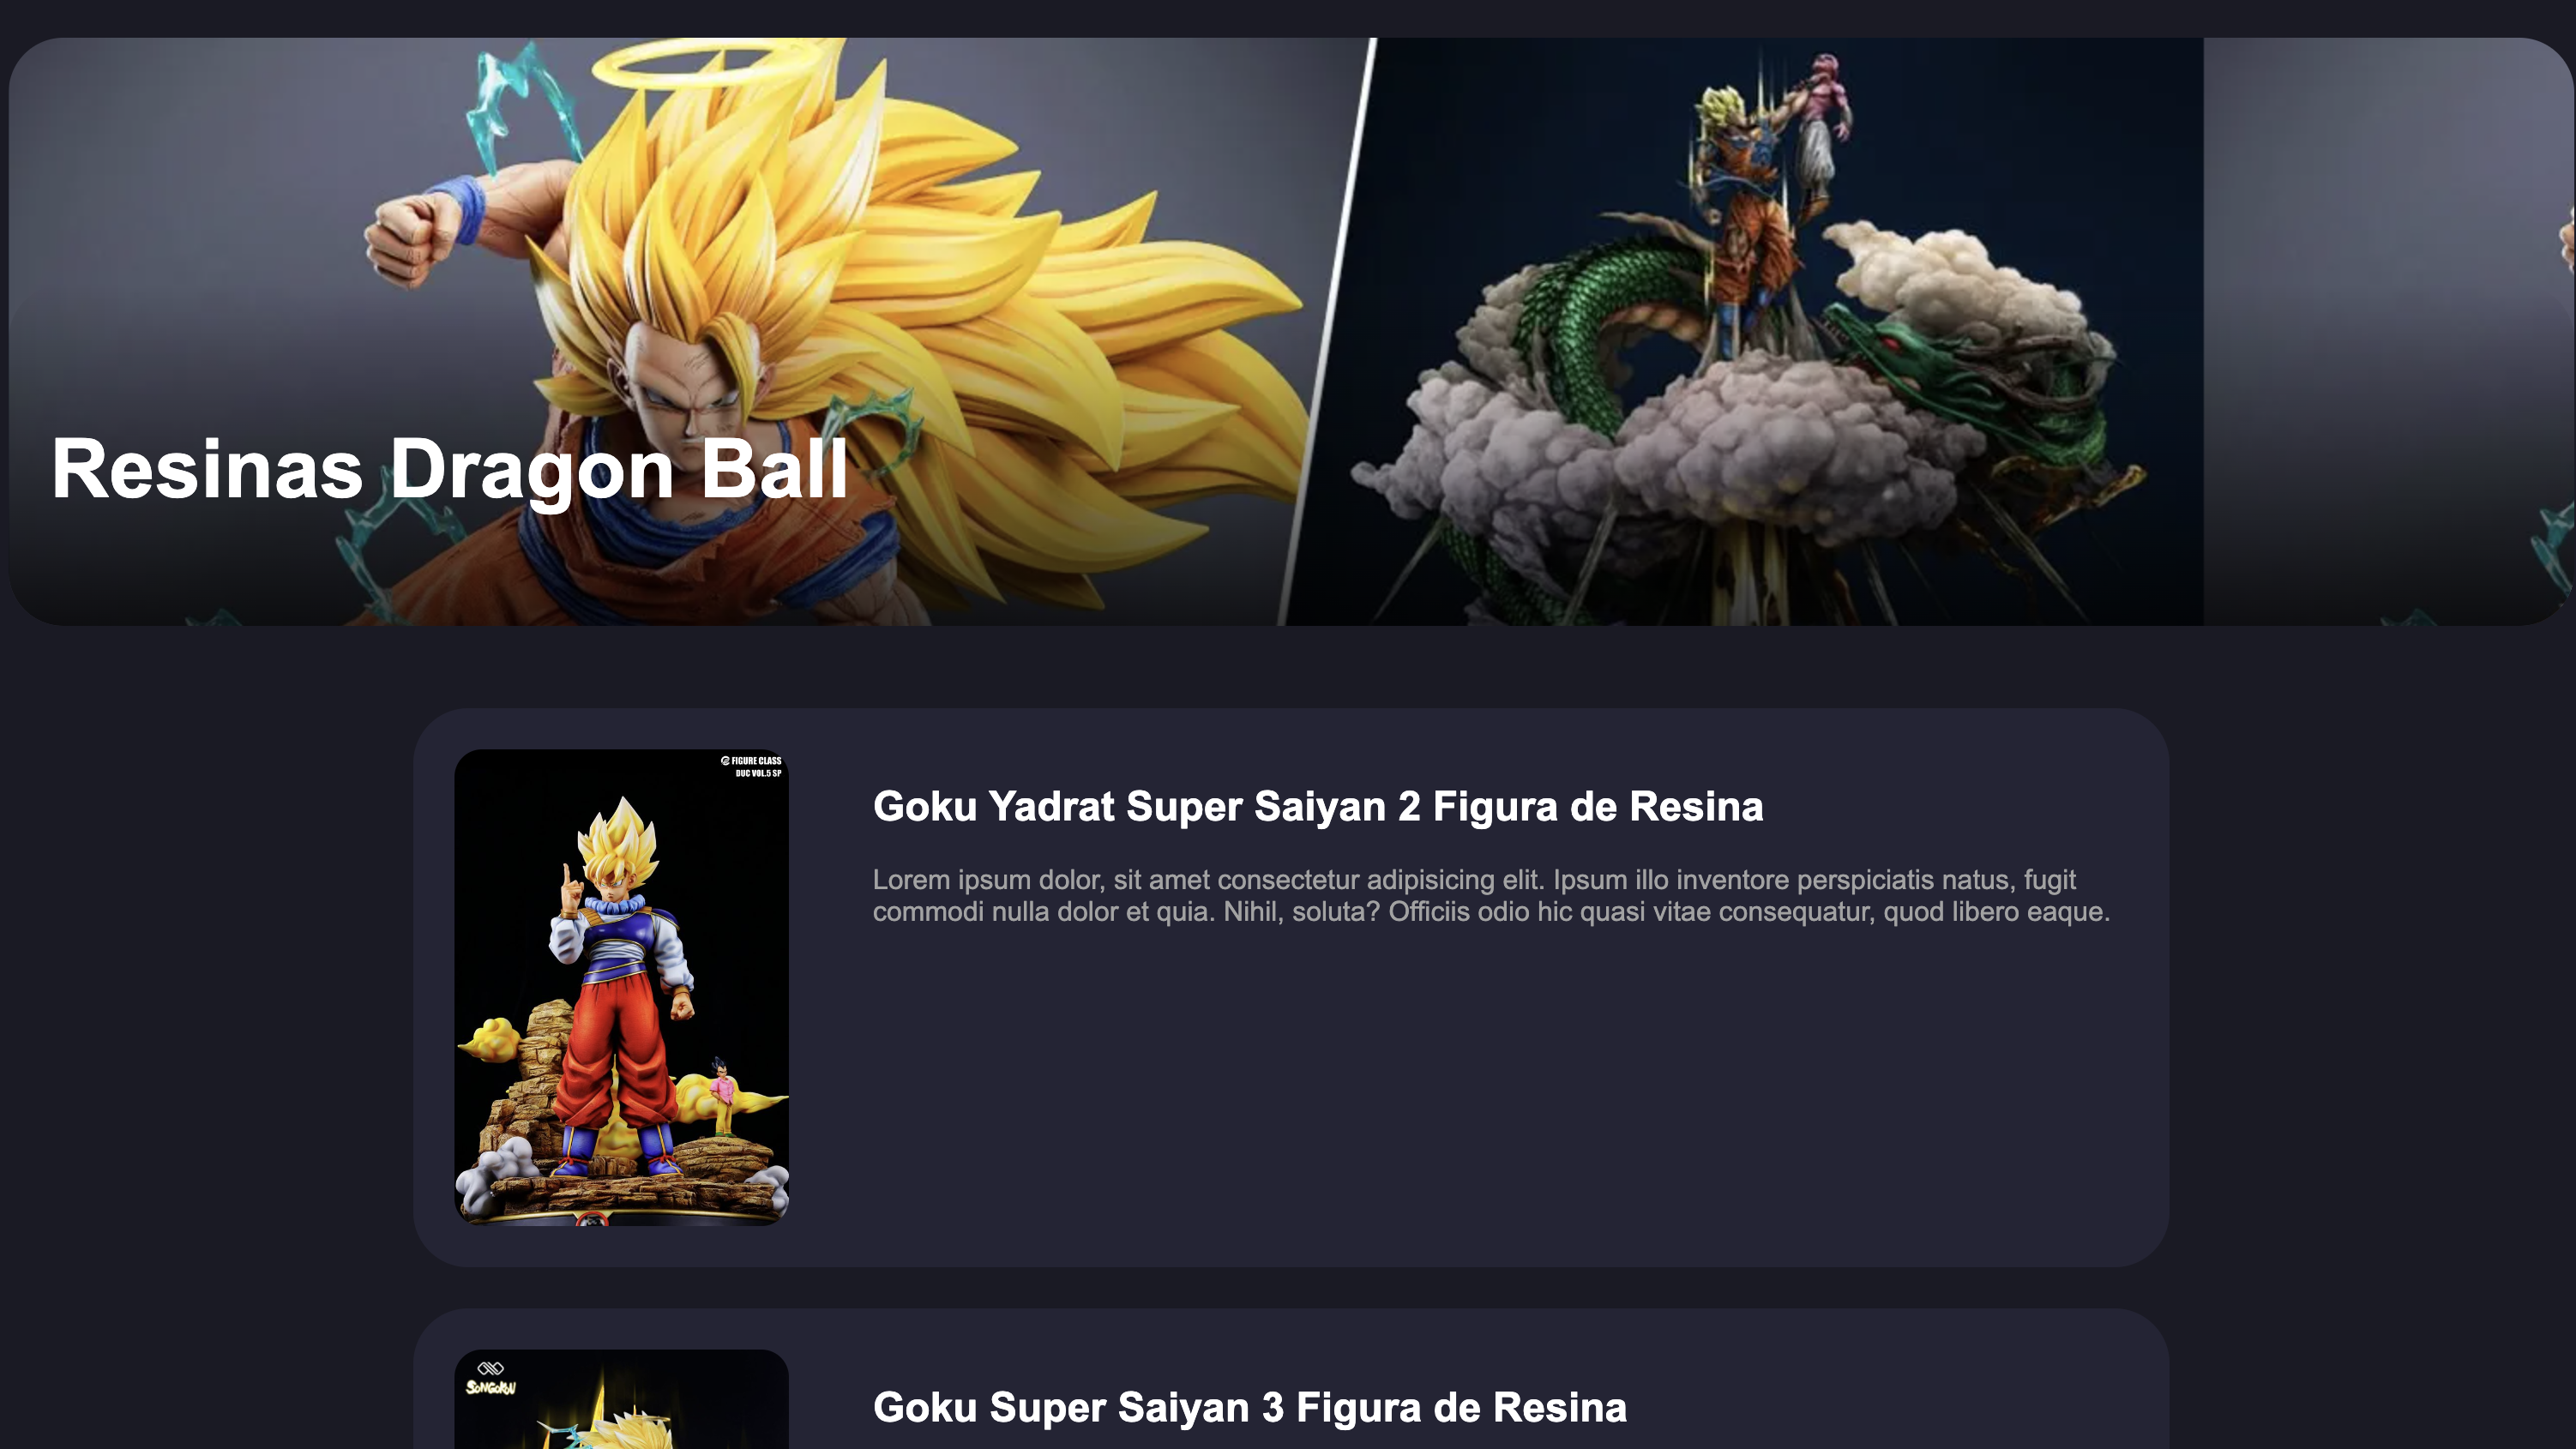 Resinas Dragon Ball
FIGURE CLASS
DUC VOL.5 SP
Goku Yadrat Super Saiyan 2 Figura de Resina
Lorem ipsum dolor, sit amet consectetur adipisicing elit. Ipsum illo inventore perspiciatis natus, fugit
commodi nulla dolor et quia. Nihil, soluta? Officiis odio hic quasi vitae consequatur, quod libero eaque.
SONGOKU
Goku Super Saiyan 3 Figura de Resina